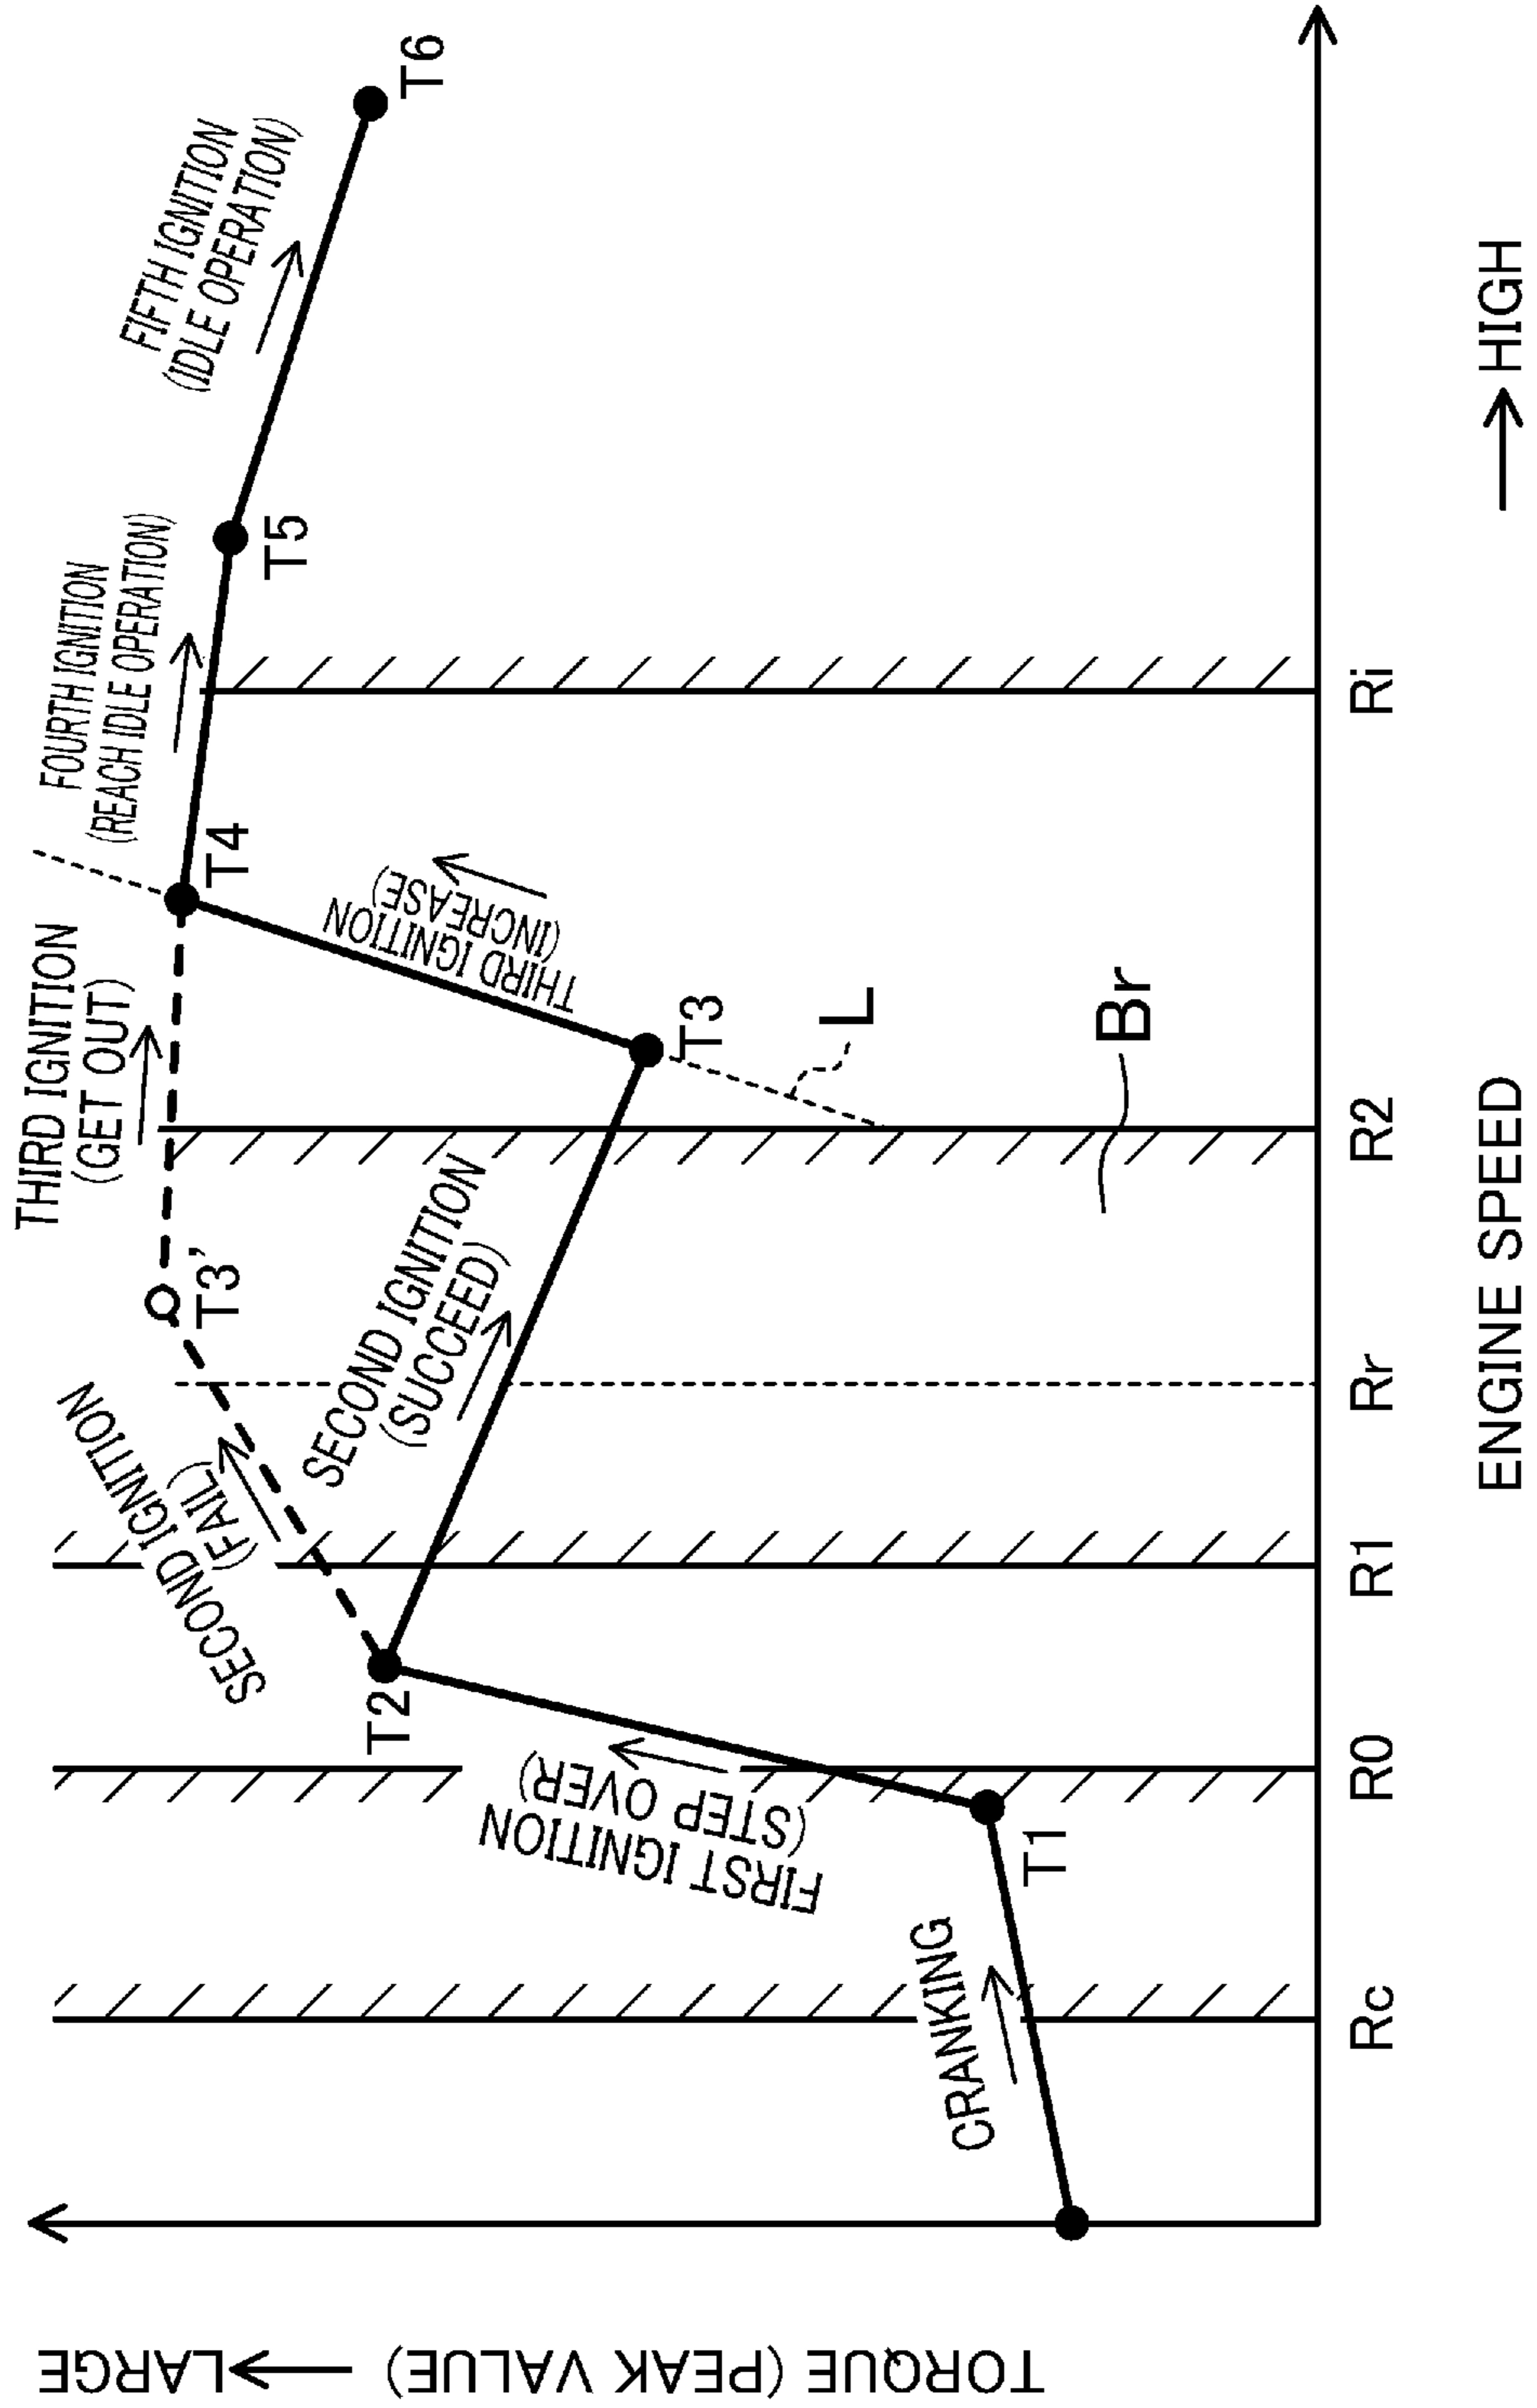 TORQUE (PEAK VALUE) → LARGE
CRANKING
T1
FIRST IGNITION
(STEP OVER)
T2
SECOND IGNITION
(FAIL)
SECOND IGNITION
(SUCCEED)
T3'
THIRD IGNITION
(GET OUT)
T3
L
Br
THIRD IGNITION
(INCREASE)
T4
FOURTH IGNITION
(REACH IDLE OPERATION)
T5
FIFTH IGNITION
(IDLE OPERATION)
T6
Rc R0 R1 Rr R2 Ri
ENGINE SPEED → HIGH